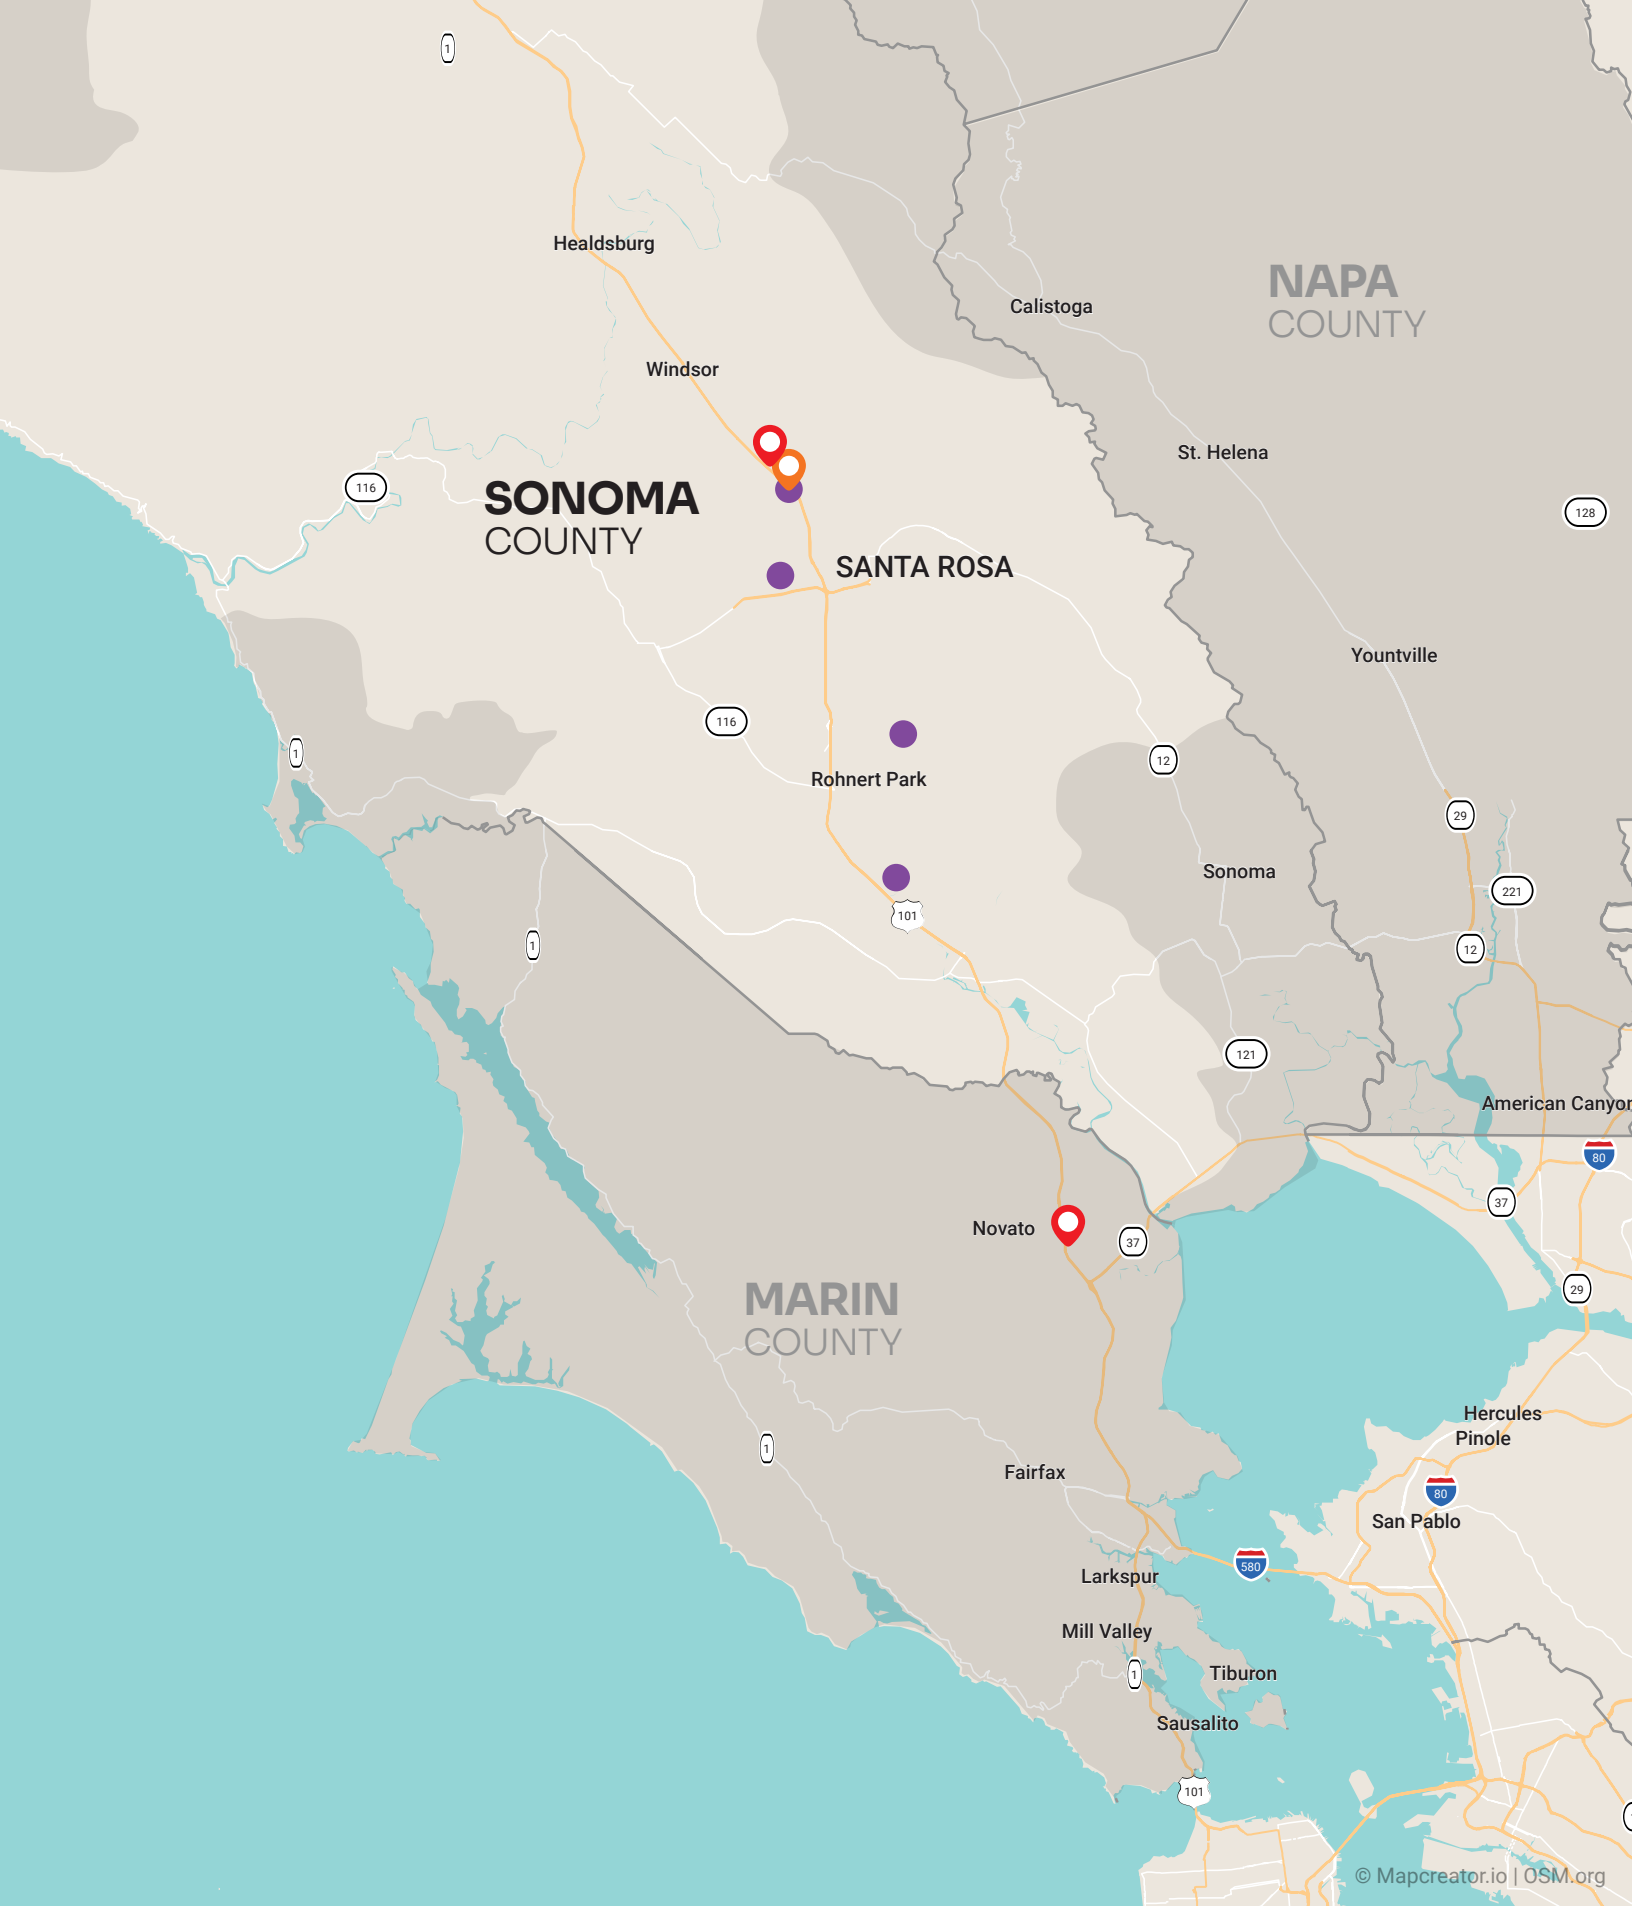 1
Healdsburg
NAPA
COUNTY
Calistoga
Windsor
St. Helena
116
SONOMA
COUNTY
128
SANTA ROSA
Yountville
116
1
12
Rohnert Park
29
Sonoma
221
101
1
12
121
American Canyon
80
37
Novato
37
MARIN
COUNTY
29
Hercules
Pinole
1
Fairfax
80
San Pablo
580
Larkspur
Mill Valley
1
Tiburon
Sausalito
101
© Mapcreator.io | OSM.org